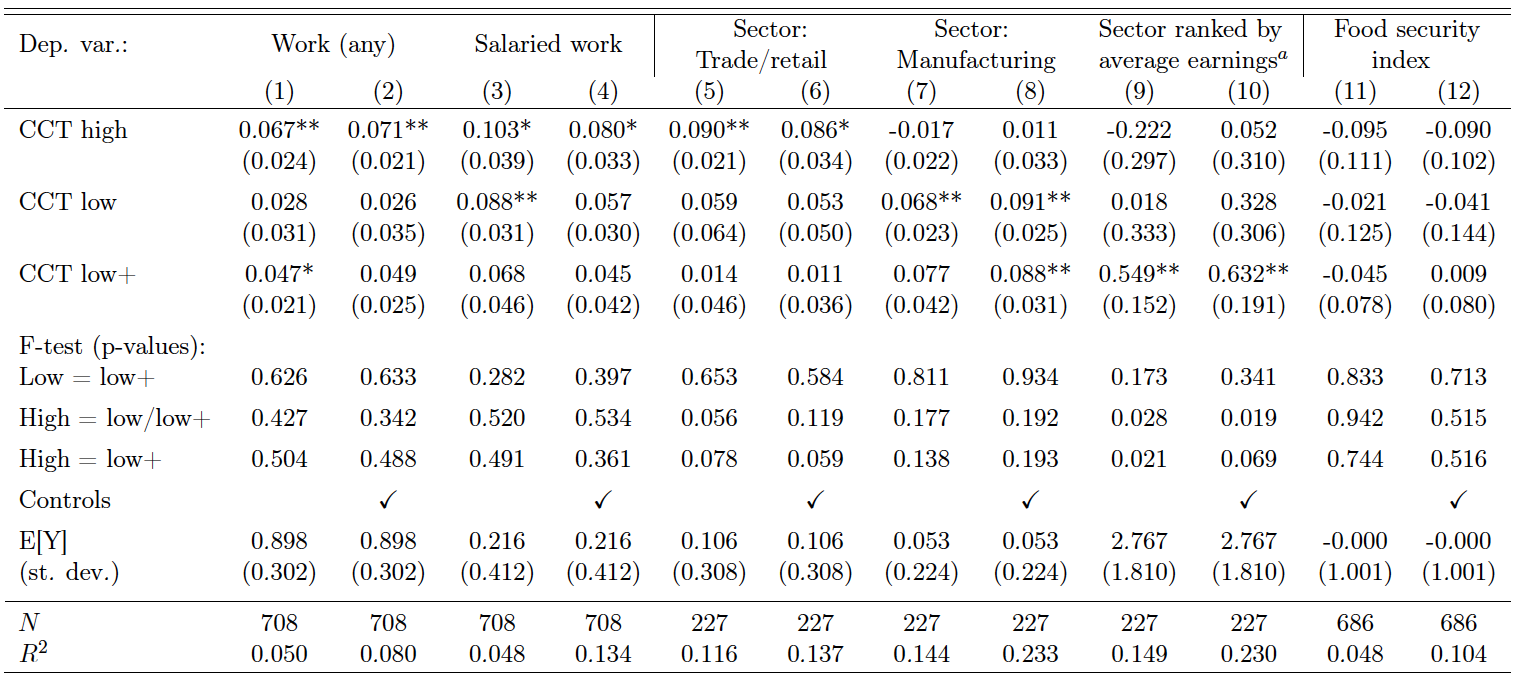 Dep. var.: Work (any) Salaried work Sector: Trade/retail Sector: Manufacturing Sector ranked by average earningsᵃ Food security index
(1) (2) (3) (4) (5) (6) (7) (8) (9) (10) (11) (12)
CCT high 0.067** 0.071** 0.103* 0.080* 0.090** 0.086* -0.017 0.011 -0.222 0.052 -0.095 -0.090
(0.024) (0.021) (0.039) (0.033) (0.021) (0.034) (0.022) (0.033) (0.297) (0.310) (0.111) (0.102)
CCT low 0.028 0.026 0.088** 0.057 0.059 0.053 0.068** 0.091** 0.018 0.328 -0.021 -0.041
(0.031) (0.035) (0.031) (0.030) (0.064) (0.050) (0.023) (0.025) (0.333) (0.306) (0.125) (0.144)
CCT low+ 0.047* 0.049 0.068 0.045 0.014 0.011 0.077 0.088** 0.549** 0.632** -0.045 0.009
(0.021) (0.025) (0.046) (0.042) (0.046) (0.036) (0.042) (0.031) (0.152) (0.191) (0.078) (0.080)
F-test (p-values):
Low = low+ 0.626 0.633 0.282 0.397 0.653 0.584 0.811 0.934 0.173 0.341 0.833 0.713
High = low/low+ 0.427 0.342 0.520 0.534 0.056 0.119 0.177 0.192 0.028 0.019 0.942 0.515
High = low+ 0.504 0.488 0.491 0.361 0.078 0.059 0.138 0.193 0.021 0.069 0.744 0.516
Controls ✓ ✓ ✓ ✓ ✓ ✓
E[Y] 0.898 0.898 0.216 0.216 0.106 0.106 0.053 0.053 2.767 2.767 -0.000 -0.000
(st. dev.) (0.302) (0.302) (0.412) (0.412) (0.308) (0.308) (0.224) (0.224) (1.810) (1.810) (1.001) (1.001)
N 708 708 708 708 227 227 227 227 227 227 686 686
R² 0.050 0.080 0.048 0.134 0.116 0.137 0.144 0.233 0.149 0.230 0.048 0.104